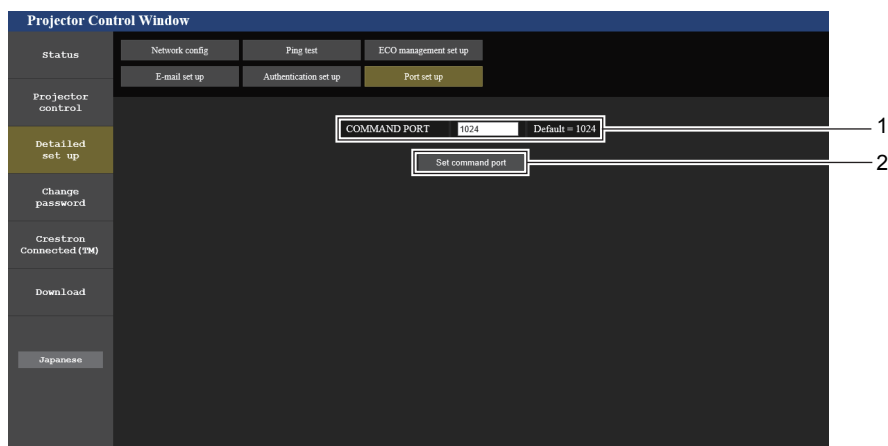 Projector Control Window
Status
Network config
Ping test
ECO management set up
E-mail set up
Authentication set up
Port set up
Projector
control
Detailed
set up
Change
password
Crestron
Connected(TM)
Download
Japanese
COMMAND PORT 1024 Default = 1024
1
Set command port
2